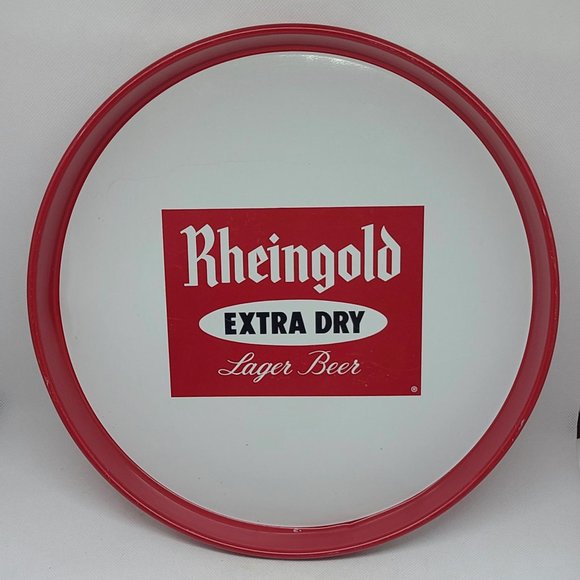 Rheingold
EXTRA DRY
Lager Beer
®